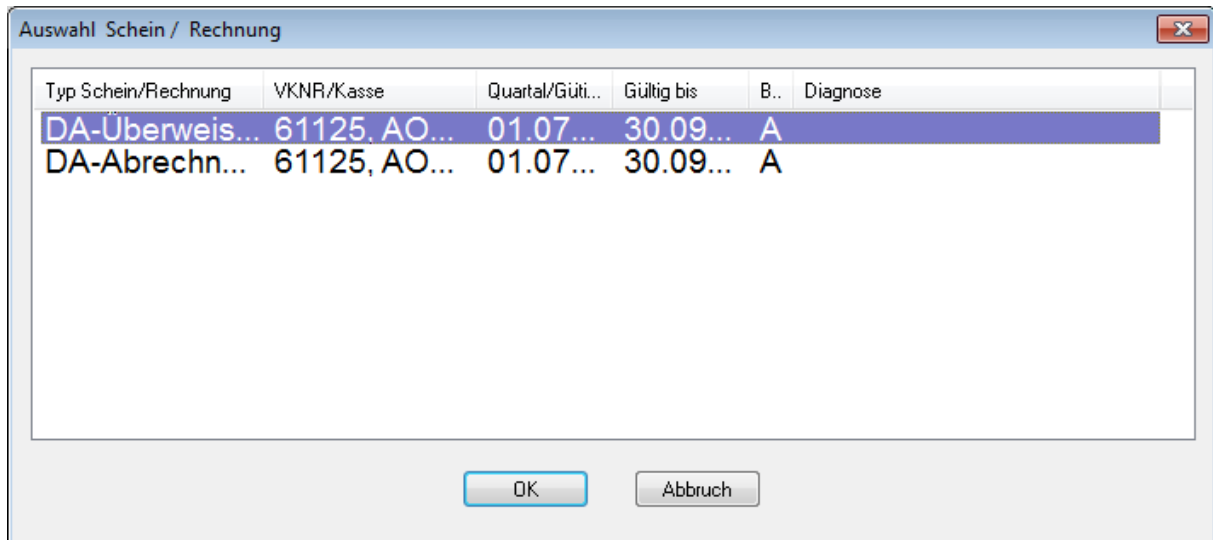 Auswahl Schein / Rechnung
Typ Schein/Rechnung VKNR/Kasse Quartal/Güti... Gültig bis B.. Diagnose
DA-Überweis... 61125, AO... 01.07... 30.09... A
DA-Abrechn... 61125, AO... 01.07... 30.09... A
OK Abbruch